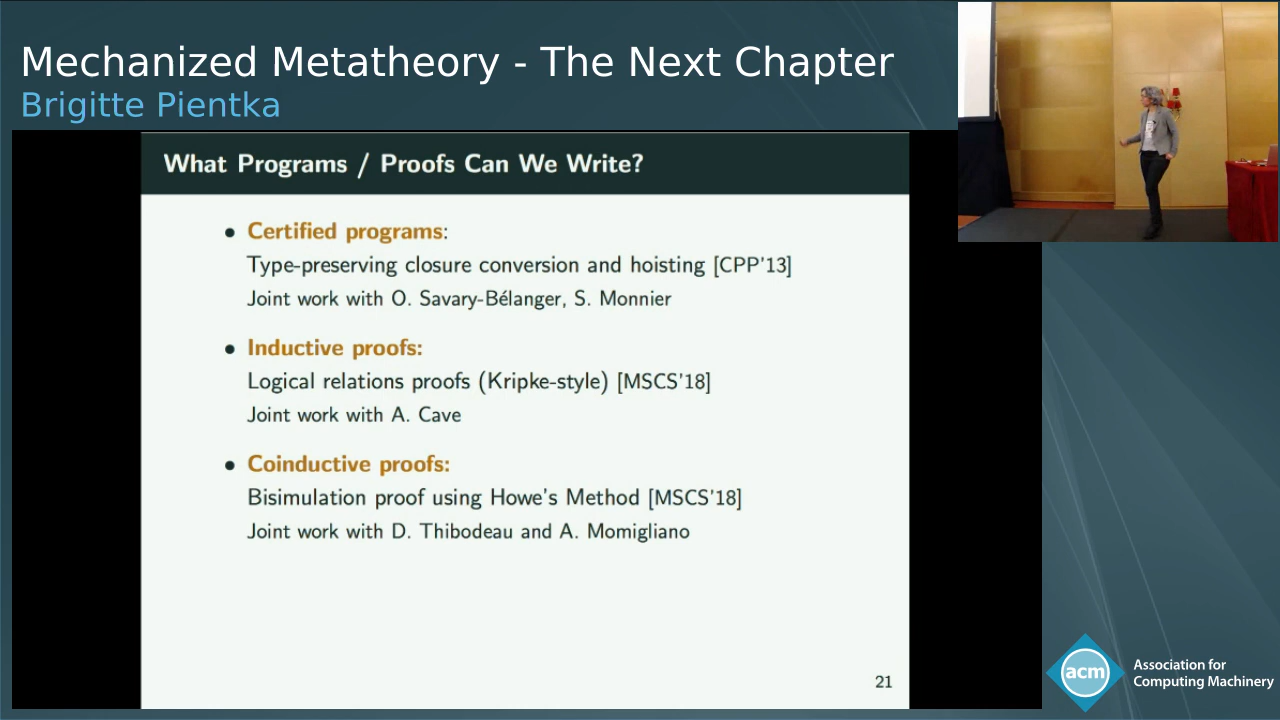 Mechanized Metatheory - The Next Chapter
Brigitte Pientka
What Programs / Proofs Can We Write?
• Certified programs:
Type-preserving closure conversion and hoisting [CPP'13]
Joint work with O. Savary-Bélanger, S. Monnier
• Inductive proofs:
Logical relations proofs (Kripke-style) [MSCS'18]
Joint work with A. Cave
• Coinductive proofs:
Bisimulation proof using Howe's Method [MSCS'18]
Joint work with D. Thibodeau and A. Momigliano
21
acm
Association for
Computing Machinery